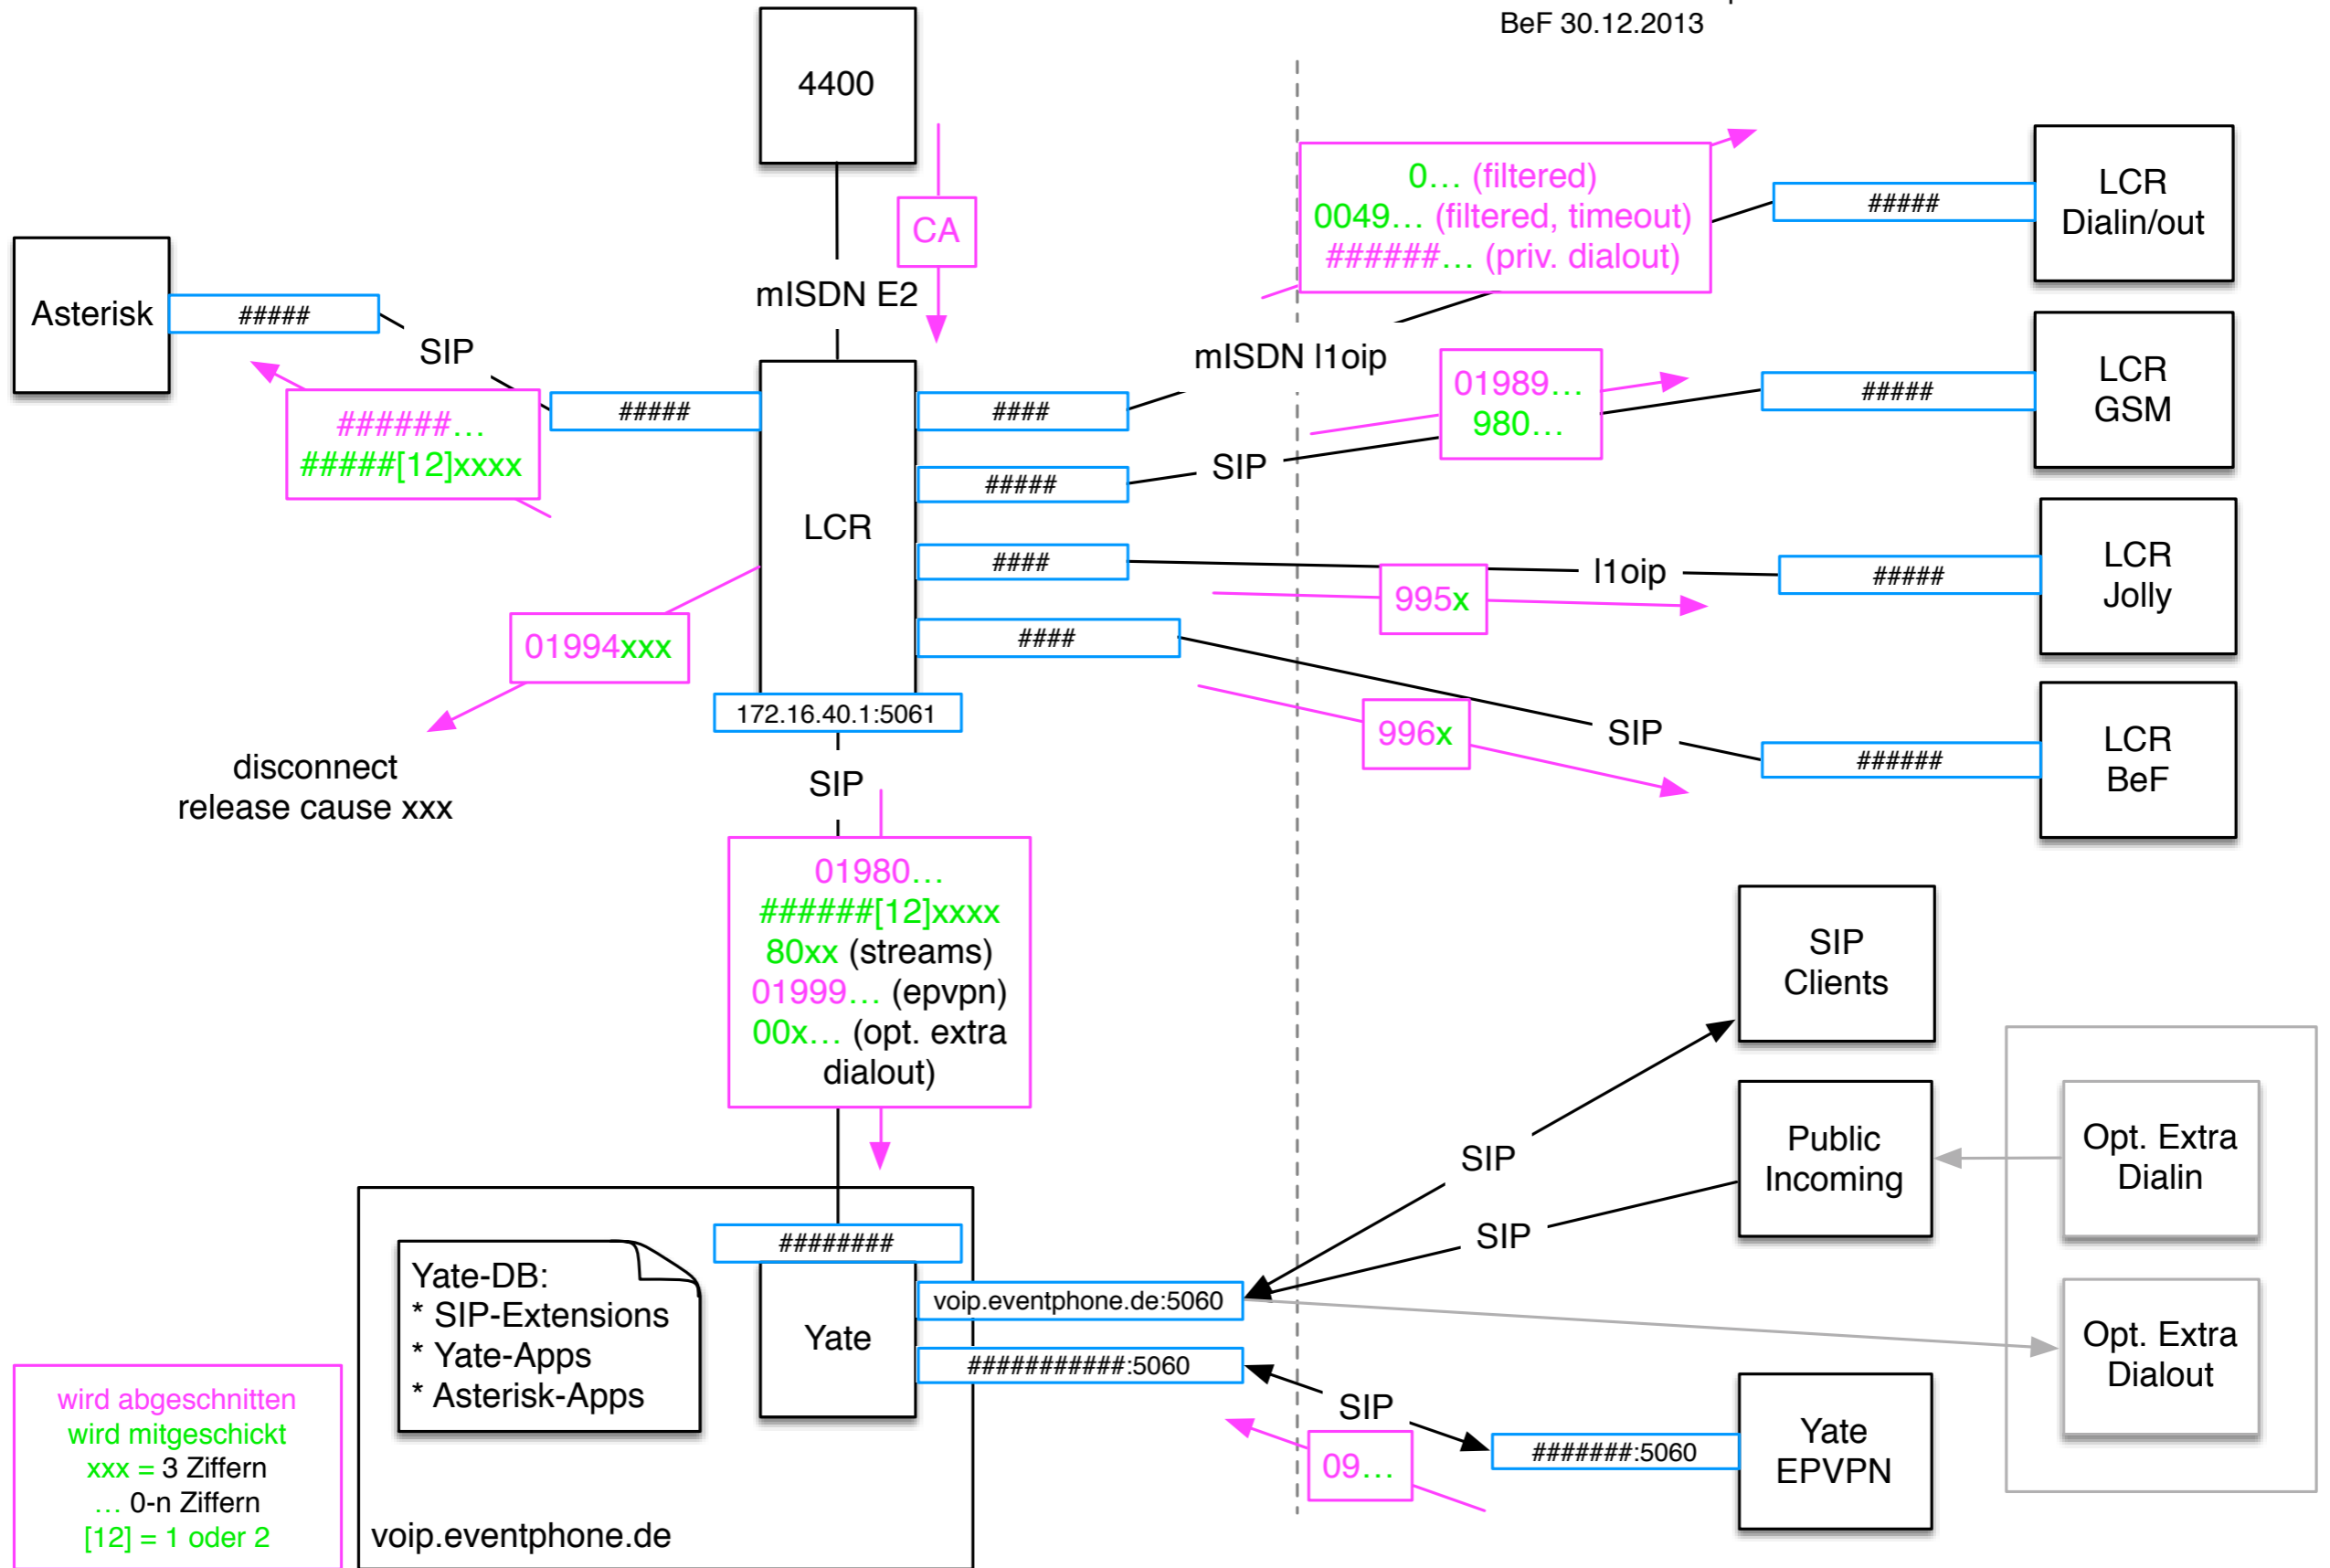 BeF 30.12.2013
4400
CA
mISDN E2
0… (filtered)
0049… (filtered, timeout)
######… (priv. dialout)
#####
LCR
Dialin/out
Asterisk
#####
SIP
#####
######…
#####[12]xxxx
LCR
####
mISDN l1oip
#####
SIP
01989…
980…
#####
LCR
GSM
####
l1oip
995x
#####
LCR
Jolly
####
996x
SIP
######
LCR
BeF
01994xxx
disconnect
release cause xxx
172.16.40.1:5061
SIP
01980…
######[12]xxxx
80xx (streams)
01999… (epvpn)
00x… (opt. extra
dialout)
SIP
Clients
SIP
Public
Incoming
SIP
Opt. Extra
Dialin
Opt. Extra
Dialout
########
Yate-DB:
* SIP-Extensions
* Yate-Apps
* Asterisk-Apps
Yate
voip.eventphone.de:5060
###########:5060
SIP
09…
#######:5060
Yate
EPVPN
voip.eventphone.de
wird abgeschnitten
wird mitgeschickt
xxx = 3 Ziffern
… 0-n Ziffern
[12] = 1 oder 2